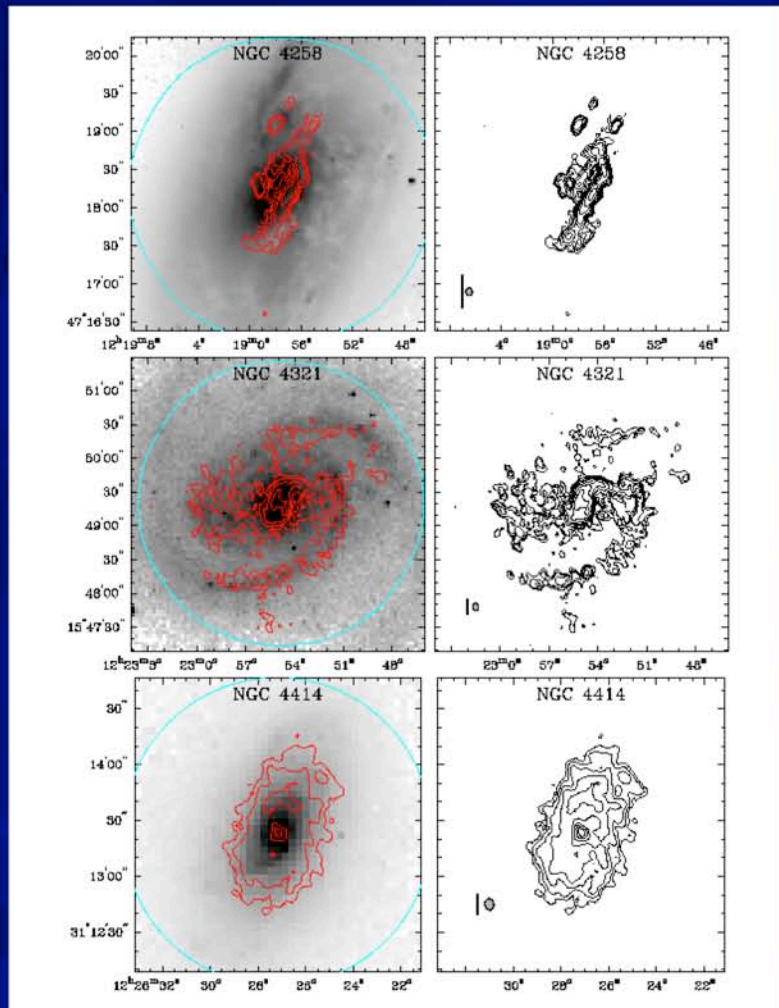 NGC 4258
NGC 4258
20'00"
30"
19'00"
30"
18'00"
30"
17'00"
47°16'30"
12ʰ19ᵐ8ˢ 4ˢ 19ᵐ0ˢ 56ˢ 52ˢ 48ˢ
4ˢ 19ᵐ0ˢ 56ˢ 52ˢ 48ˢ
NGC 4321
NGC 4321
51'00"
30"
50'00"
30"
49'00"
30"
48'00"
15°47'30"
12ʰ23ᵐ3ˢ 23ᵐ0ˢ 57ˢ 54ˢ 51ˢ 48ˢ
23ᵐ0ˢ 57ˢ 54ˢ 51ˢ 48ˢ
NGC 4414
NGC 4414
30"
14'00"
30"
13'00"
31°12'30"
12ʰ26ᵐ32ˢ 30ˢ 28ˢ 26ˢ 24ˢ 22ˢ
30ˢ 28ˢ 26ˢ 24ˢ 22ˢ